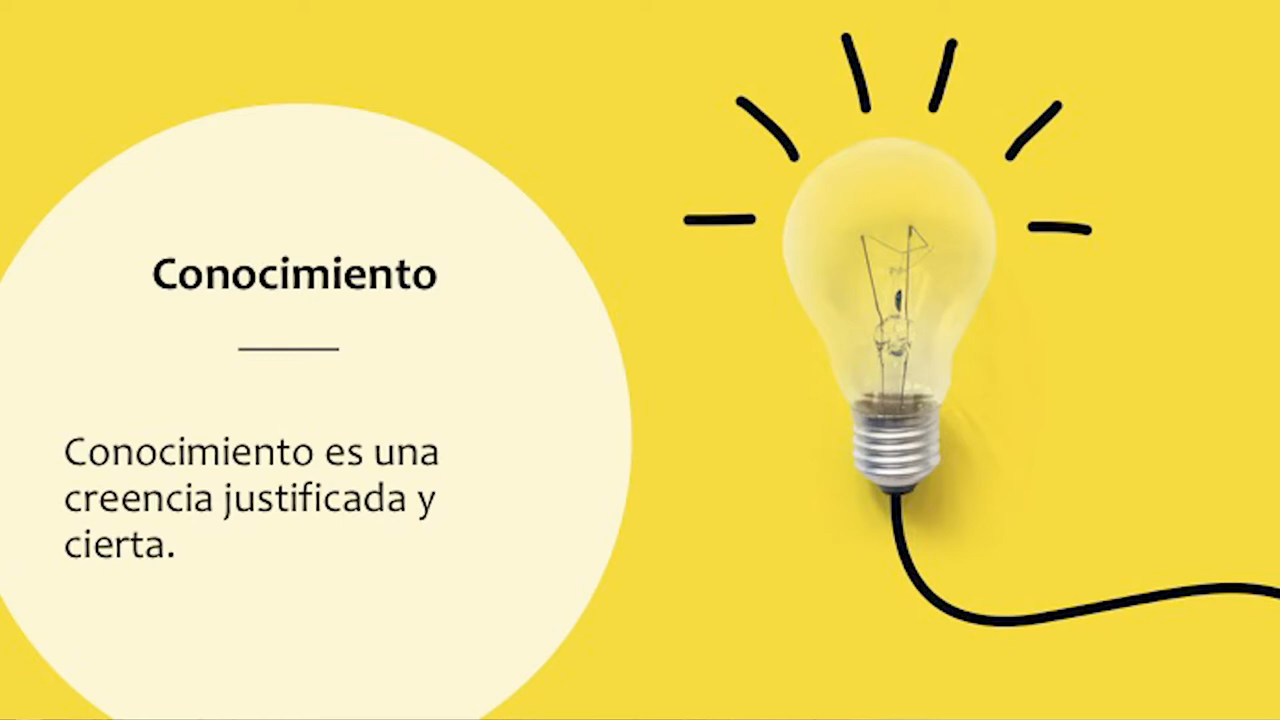 Conocimiento
Conocimiento es una
creencia justificada y
cierta.